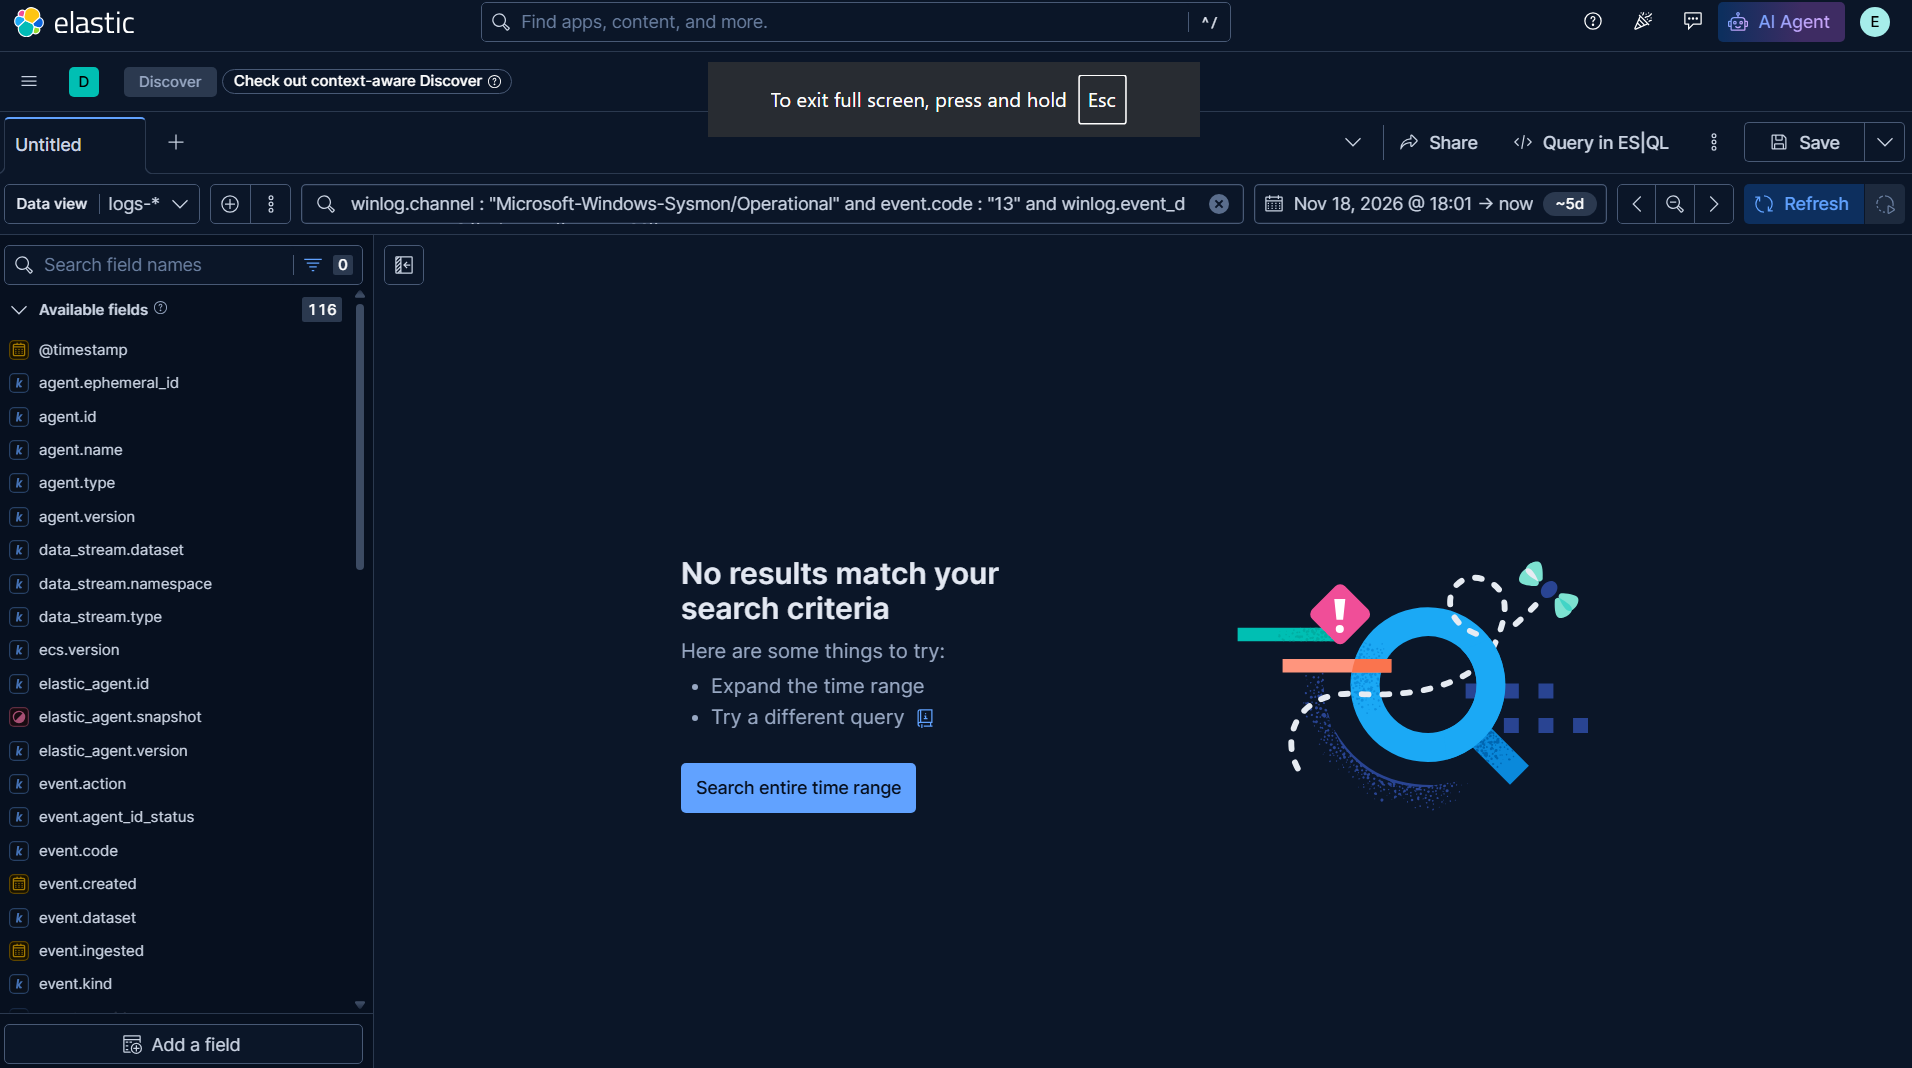 elastic
Find apps, content, and more.
^/
AI Agent
E
D
Discover
Check out context-aware Discover
To exit full screen, press and hold Esc
Untitled
Share
Query in ES|QL
Save
Data view
logs-*
winlog.channel : "Microsoft-Windows-Sysmon/Operational" and event.code : "13" and winlog.event_d
Nov 18, 2026 @ 18:01 → now
~5d
Refresh
Search field names
0
Available fields
116
@timestamp
k agent.ephemeral_id
k agent.id
k agent.name
k agent.type
k agent.version
k data_stream.dataset
k data_stream.namespace
k data_stream.type
k ecs.version
k elastic_agent.id
elastic_agent.snapshot
k elastic_agent.version
k event.action
k event.agent_id_status
k event.code
event.created
k event.dataset
event.ingested
k event.kind
Add a field
No results match your
search criteria
Here are some things to try:
• Expand the time range
• Try a different query
Search entire time range